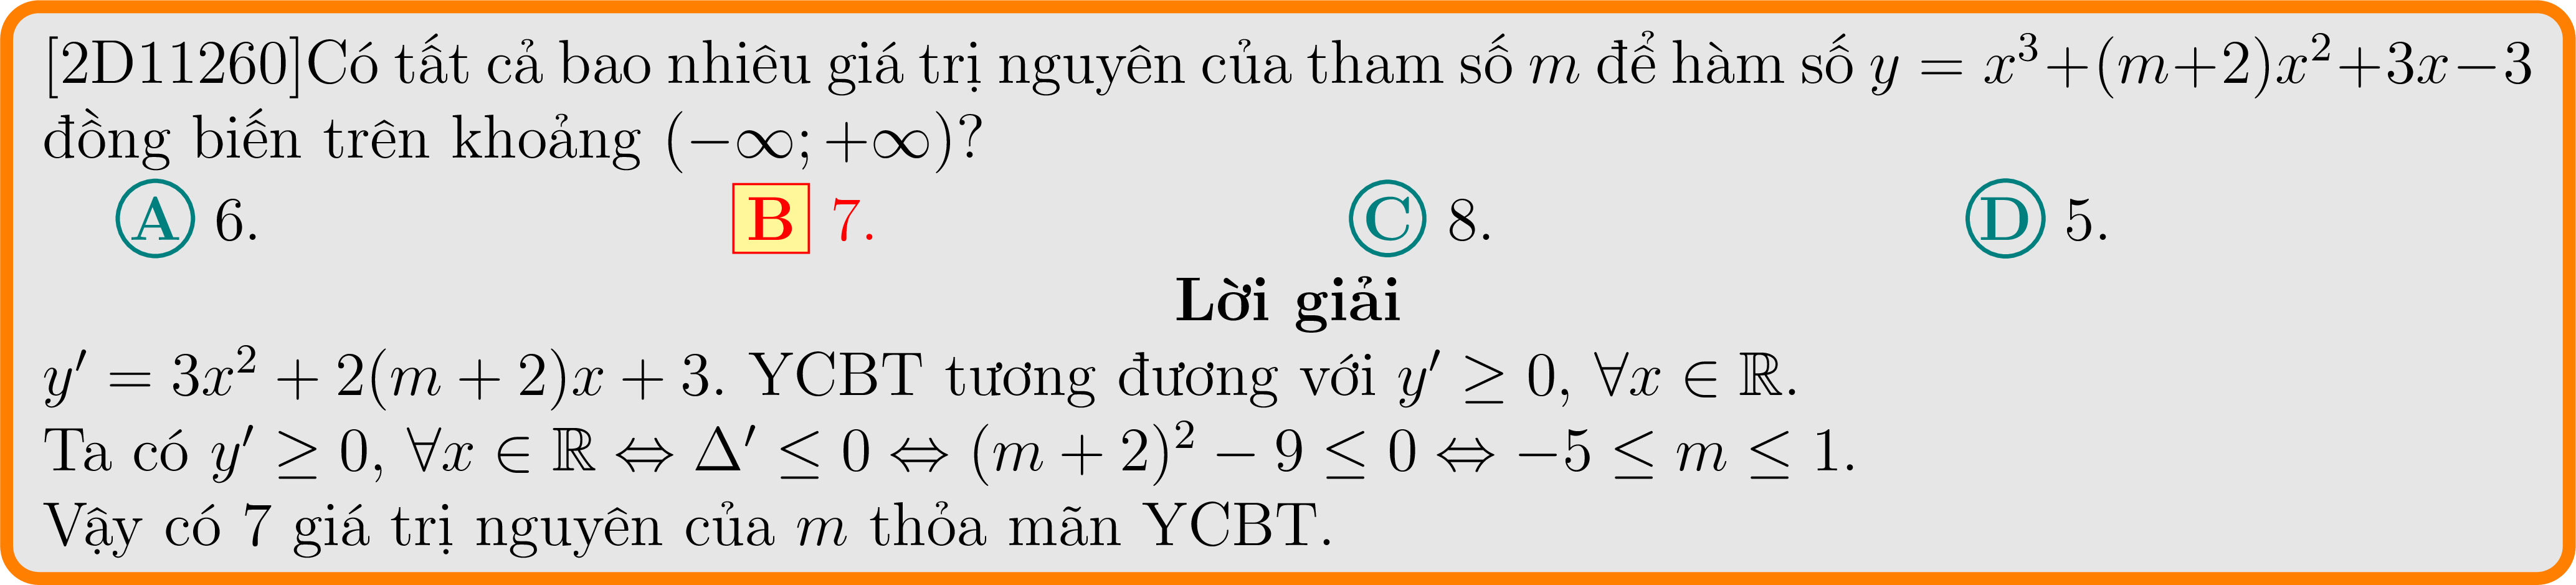 [2D11260]Có tất cả bao nhiêu giá trị nguyên của tham số m để hàm số y = x³+(m+2)x²+3x−3
đồng biến trên khoảng (−∞; +∞)?
A 6. B 7. C 8. D 5.
Lời giải
y′ = 3x² + 2(m + 2)x + 3. YCBT tương đương với y′ ≥ 0, ∀x ∈ ℝ.
Ta có y′ ≥ 0, ∀x ∈ ℝ ⇔ Δ′ ≤ 0 ⇔ (m + 2)² − 9 ≤ 0 ⇔ −5 ≤ m ≤ 1.
Vậy có 7 giá trị nguyên của m thỏa mãn YCBT.